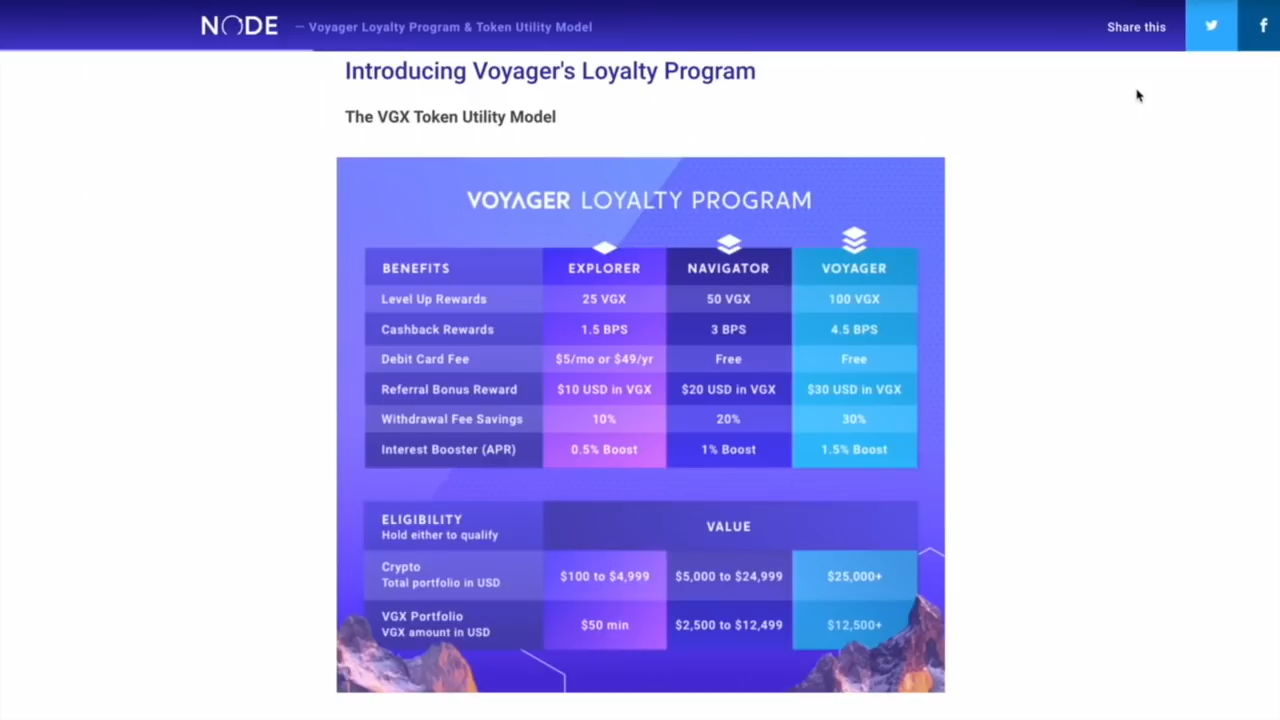 NODE — Voyager Loyalty Program & Token Utility Model Share this
Introducing Voyager's Loyalty Program
The VGX Token Utility Model
VOYAGER LOYALTY PROGRAM
BENEFITS EXPLORER NAVIGATOR VOYAGER
Level Up Rewards 25 VGX 50 VGX 100 VGX
Cashback Rewards 1.5 BPS 3 BPS 4.5 BPS
Debit Card Fee $5/mo or $49/yr Free Free
Referral Bonus Reward $10 USD in VGX $20 USD in VGX $30 USD in VGX
Withdrawal Fee Savings 10% 20% 30%
Interest Booster (APR) 0.5% Boost 1% Boost 1.5% Boost
ELIGIBILITY
Hold either to qualify
VALUE
Crypto
Total portfolio in USD
$100 to $4,999 $5,000 to $24,999 $25,000+
VGX Portfolio
VGX amount in USD
$50 min $2,500 to $12,499 $12,500+